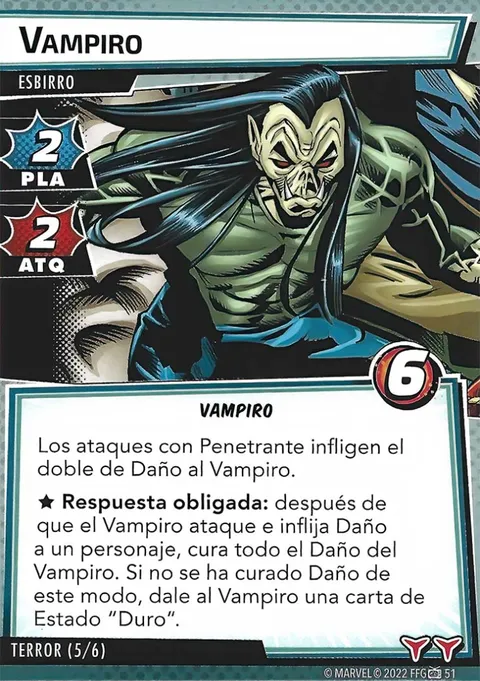 VAMPIRO
ESBIRRO
2
PLA
2
ATQ
6
VAMPIRO
Los ataques con Penetrante infligen el
doble de Daño al Vampiro.
★ Respuesta obligada: después de
que el Vampiro ataque e inflija Daño
a un personaje, cura todo el Daño del
Vampiro. Si no se ha curado Daño de
este modo, dale al Vampiro una carta de
Estado “Duro“.
TERROR (5/6)
© MARVEL © 2022 FFG 51